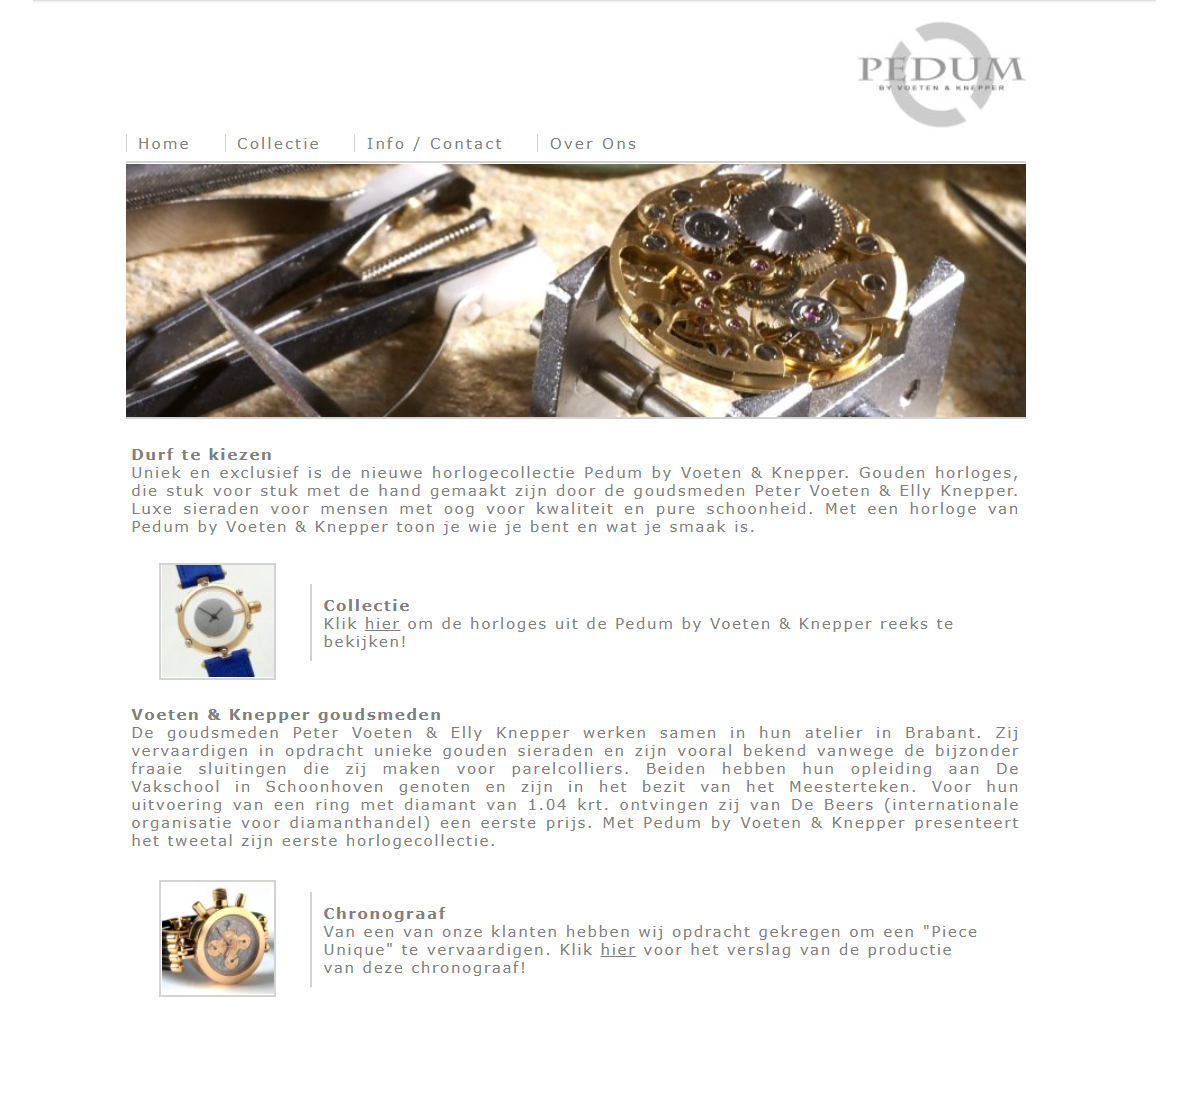 PEDUM
BY VOETEN & KNEPPER
Home
Collectie
Info / Contact
Over Ons
Durf te kiezen
Uniek en exclusief is de nieuwe horlogecollectie Pedum by Voeten & Knepper. Gouden horloges,
die stuk voor stuk met de hand gemaakt zijn door de goudsmeden Peter Voeten & Elly Knepper.
Luxe sieraden voor mensen met oog voor kwaliteit en pure schoonheid. Met een horloge van
Pedum by Voeten & Knepper toon je wie je bent en wat je smaak is.
Collectie
Klik hier om de horloges uit de Pedum by Voeten & Knepper reeks te
bekijken!
Voeten & Knepper goudsmeden
De goudsmeden Peter Voeten & Elly Knepper werken samen in hun atelier in Brabant. Zij
vervaardigen in opdracht unieke gouden sieraden en zijn vooral bekend vanwege de bijzonder
fraaie sluitingen die zij maken voor parelcolliers. Beiden hebben hun opleiding aan De
Vakschool in Schoonhoven genoten en zijn in het bezit van het Meesterteken. Voor hun
uitvoering van een ring met diamant van 1.04 krt. ontvingen zij van De Beers (internationale
organisatie voor diamanthandel) een eerste prijs. Met Pedum by Voeten & Knepper presenteert
het tweetal zijn eerste horlogecollectie.
Chronograaf
Van een van onze klanten hebben wij opdracht gekregen om een "Piece
Unique" te vervaardigen. Klik hier voor het verslag van de productie
van deze chronograaf!